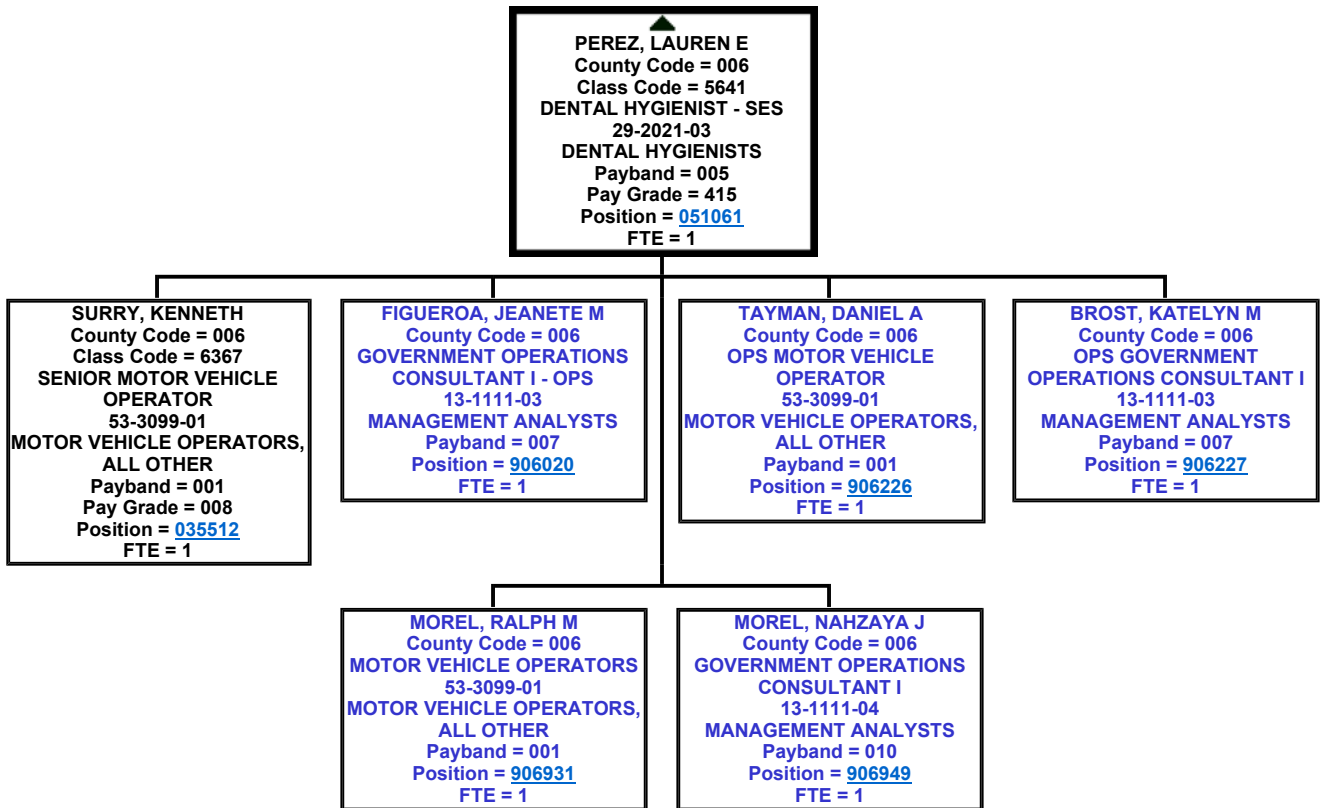 PEREZ, LAUREN E
County Code = 006
Class Code = 5641
DENTAL HYGIENIST - SES
29-2021-03
DENTAL HYGIENISTS
Payband = 005
Pay Grade = 415
Position = 051061
FTE = 1
SURRY, KENNETH
County Code = 006
Class Code = 6367
SENIOR MOTOR VEHICLE
OPERATOR
53-3099-01
MOTOR VEHICLE OPERATORS,
ALL OTHER
Payband = 001
Pay Grade = 008
Position = 035512
FTE = 1
FIGUEROA, JEANETE M
County Code = 006
GOVERNMENT OPERATIONS
CONSULTANT I - OPS
13-1111-03
MANAGEMENT ANALYSTS
Payband = 007
Position = 906020
FTE = 1
TAYMAN, DANIEL A
County Code = 006
OPS MOTOR VEHICLE
OPERATOR
53-3099-01
MOTOR VEHICLE OPERATORS,
ALL OTHER
Payband = 001
Position = 906226
FTE = 1
BROST, KATELYN M
County Code = 006
OPS GOVERNMENT
OPERATIONS CONSULTANT I
13-1111-03
MANAGEMENT ANALYSTS
Payband = 007
Position = 906227
FTE = 1
MOREL, RALPH M
County Code = 006
MOTOR VEHICLE OPERATORS
53-3099-01
MOTOR VEHICLE OPERATORS,
ALL OTHER
Payband = 001
Position = 906931
FTE = 1
MOREL, NAHZAYA J
County Code = 006
GOVERNMENT OPERATIONS
CONSULTANT I
13-1111-04
MANAGEMENT ANALYSTS
Payband = 010
Position = 906949
FTE = 1